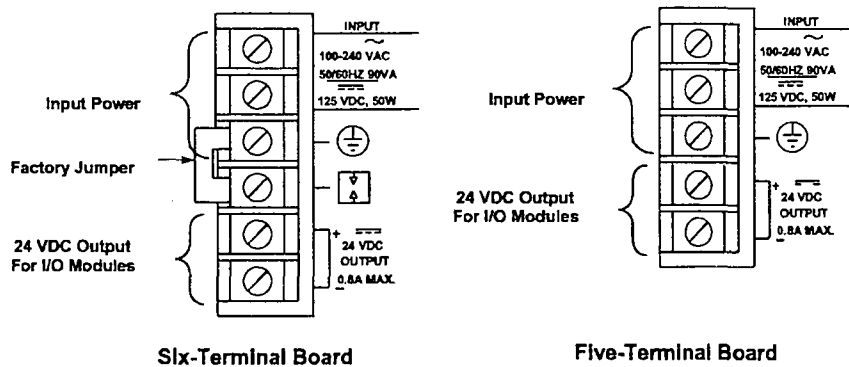 INPUT
100-240 VAC
50/60HZ 90VA
125 VDC, 50W
Input Power
Factory Jumper
24 VDC Output
For I/O Modules
+
24 VDC
OUTPUT
0.8A MAX.
-
Six-Terminal Board
INPUT
100-240 VAC
50/60HZ 90VA
125 VDC, 50W
Input Power
24 VDC Output
For I/O Modules
+
24 VDC
OUTPUT
0.8A MAX.
-
Five-Terminal Board